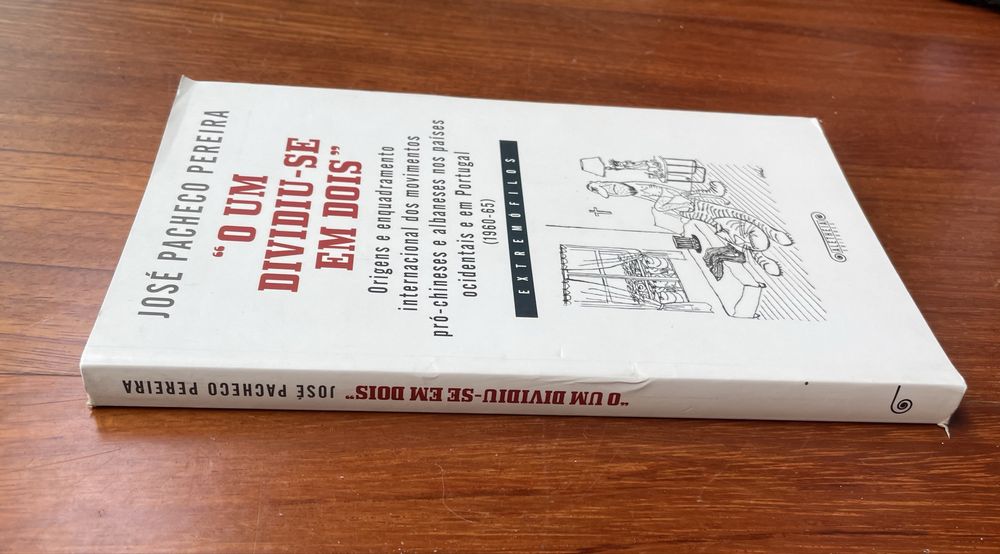 JOSÉ PACHECO PEREIRA
“O UM
DIVIDIU-SE
EM DOIS”
Origens e enquadramento
internacional dos movimentos
pró-chineses e albaneses nos países
ocidentais e em Portugal
(1960-65)
EXTREMÓFILOS
ALÊTHEIA
JOSÉ PACHECO PEREIRA “O UM DIVIDIU-SE EM DOIS”